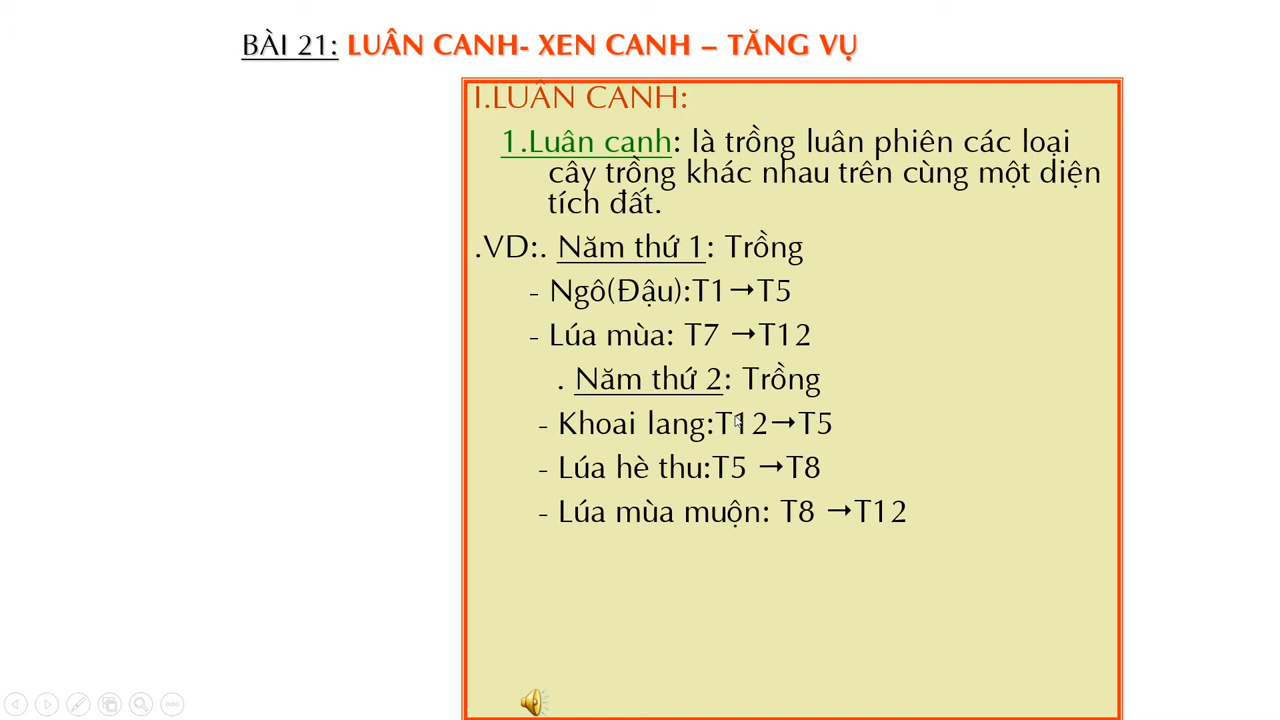 BÀI 21: LUÂN CANH- XEN CANH – TĂNG VỤ
I.LUÂN CANH:
1.Luân canh: là trồng luân phiên các loại
cây trồng khác nhau trên cùng một diện
tích đất.
.VD:. Năm thứ 1: Trồng
- Ngô(Đậu):T1→T5
- Lúa mùa: T7 →T12
. Năm thứ 2: Trồng
- Khoai lang:T12→T5
- Lúa hè thu:T5 →T8
- Lúa mùa muộn: T8 →T12